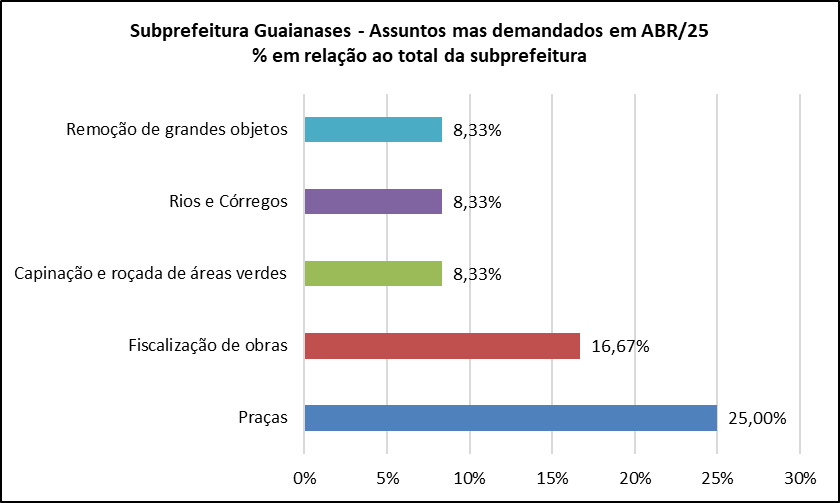 Subprefeitura Guaianases - Assuntos mas demandados em ABR/25
% em relação ao total da subprefeitura
Remoção de grandes objetos 8,33%
Rios e Córregos 8,33%
Capinação e roçada de áreas verdes 8,33%
Fiscalização de obras 16,67%
Praças 25,00%
0% 5% 10% 15% 20% 25% 30%